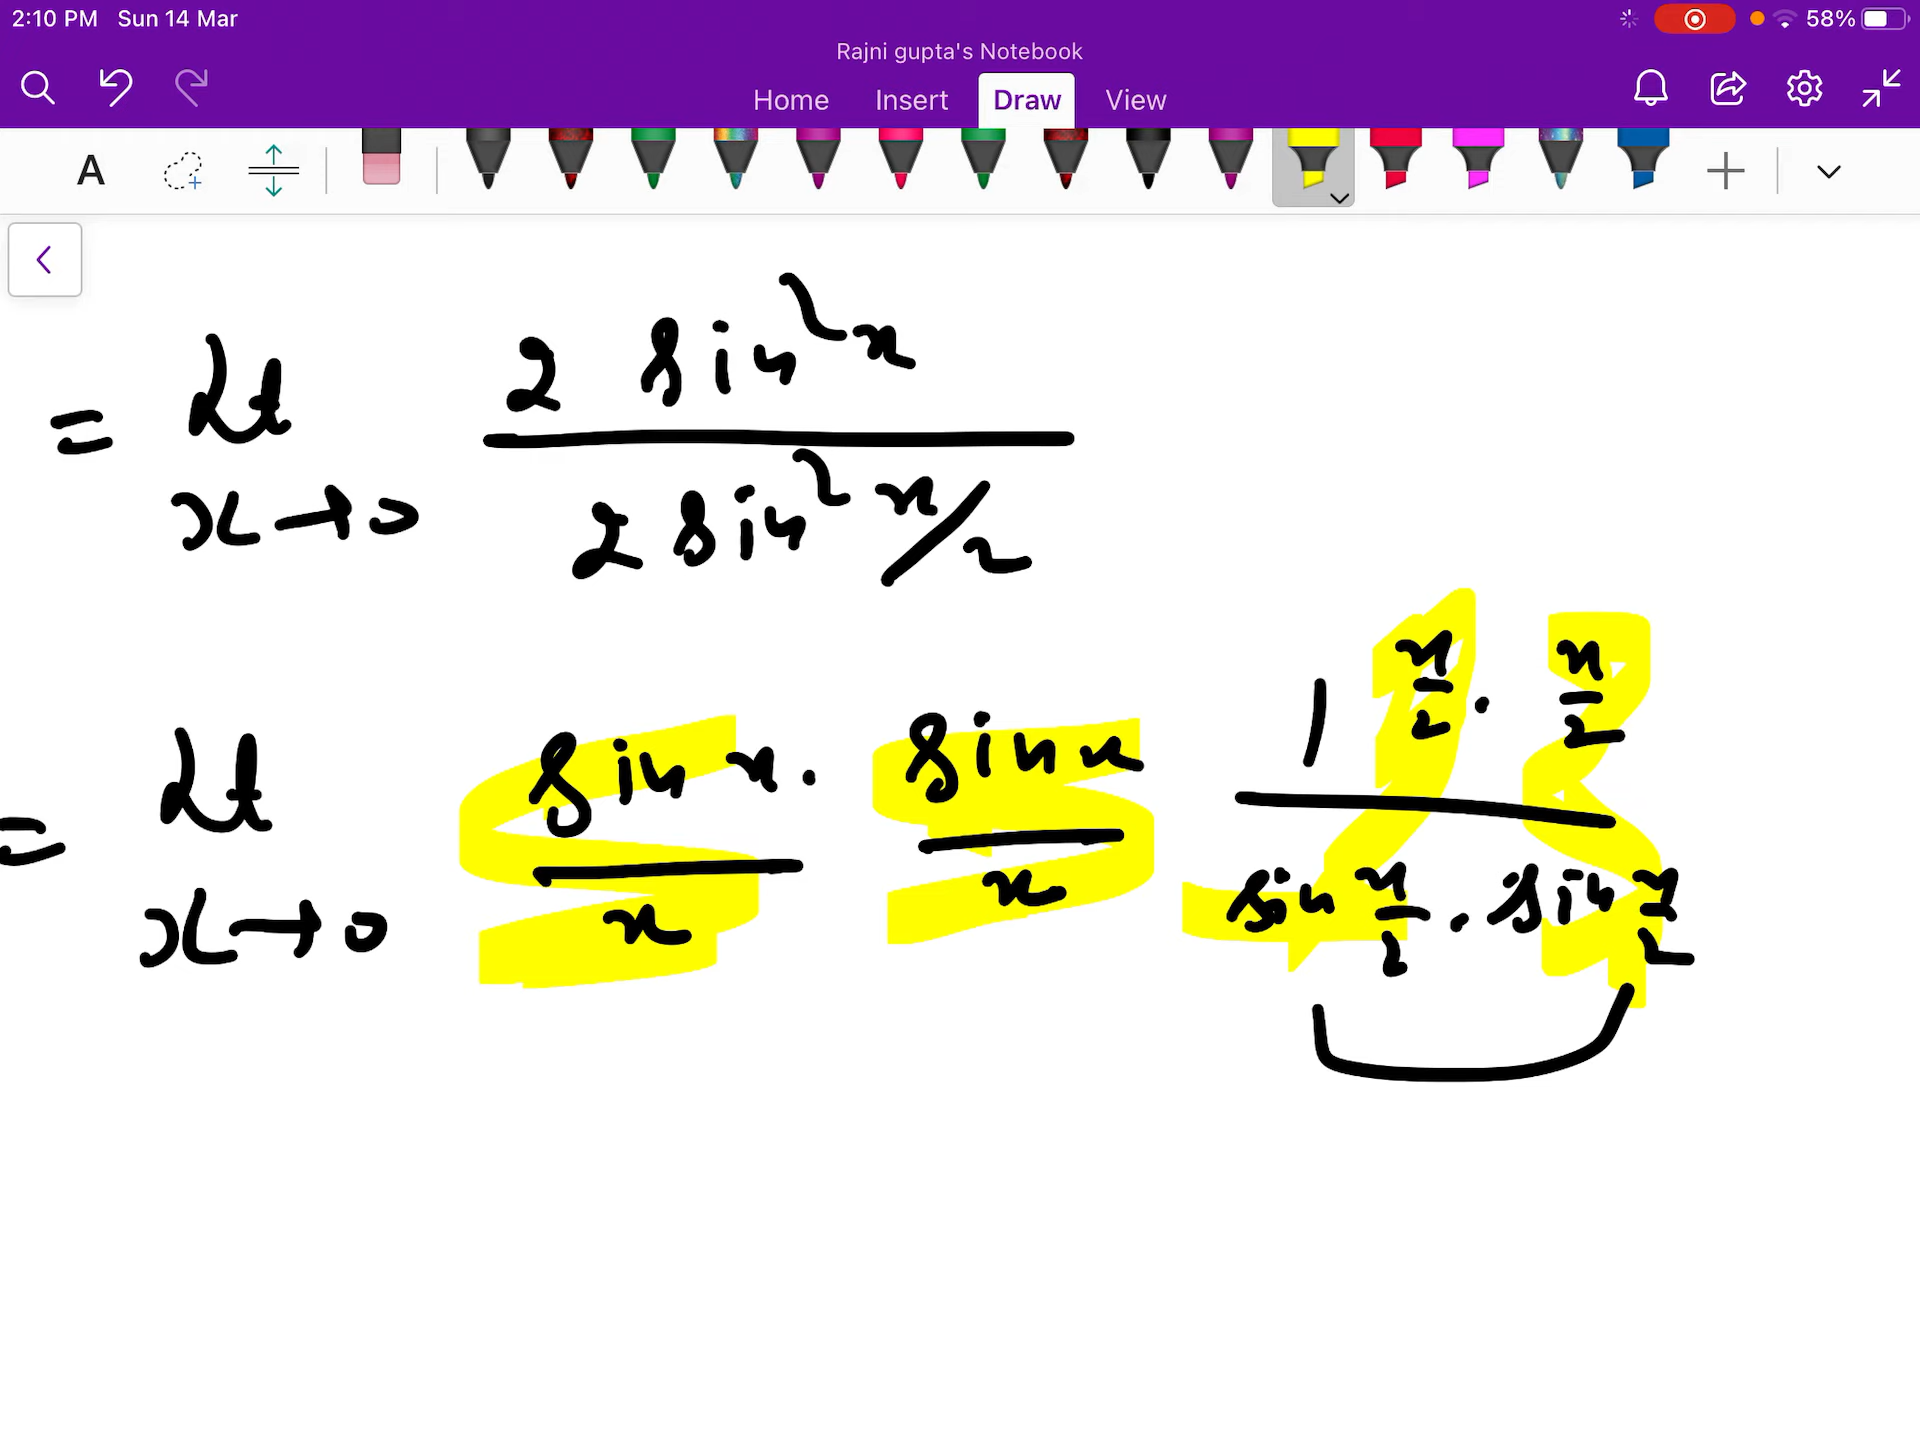 2:10 PM Sun 14 Mar 58%
Rajni gupta's Notebook
Home Insert Draw View
A
= Lt 2 sin²x
x→0 2 sin² x/2
= Lt sin x . sin x 1 x/2 . x/2
x→0 x x sin x/2 . sin x/2